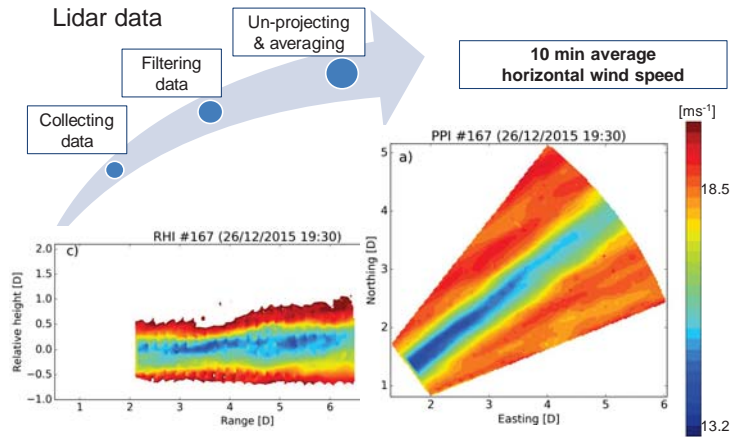 Lidar data
Un-projecting
& averaging
Filtering
data
Collecting
data
10 min average
horizontal wind speed
[ms⁻¹]
PPI #167 (26/12/2015 19:30)
a)
5
4
3
2
1
Northing [D]
2 3 4 5 6
Easting [D]
18.5
13.2
RHI #167 (26/12/2015 19:30)
c)
2.0
1.5
1.0
0.5
0.0
−0.5
−1.0
Relative height [D]
1 2 3 4 5 6
Range [D]